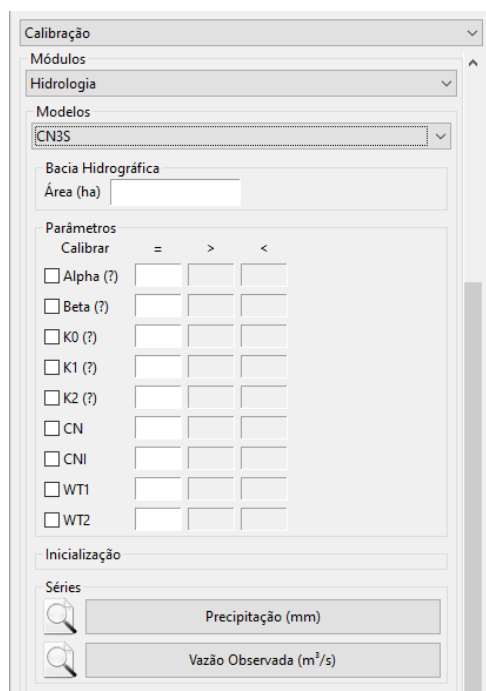 Calibração
Módulos
Hidrologia
Modelos
CN3S
Bacia Hidrográfica
Área (ha)
Parâmetros
Calibrar = > <
Alpha (?)
Beta (?)
K0 (?)
K1 (?)
K2 (?)
CN
CNI
WT1
WT2
Inicialização
Séries
Precipitação (mm)
Vazão Observada (m³/s)